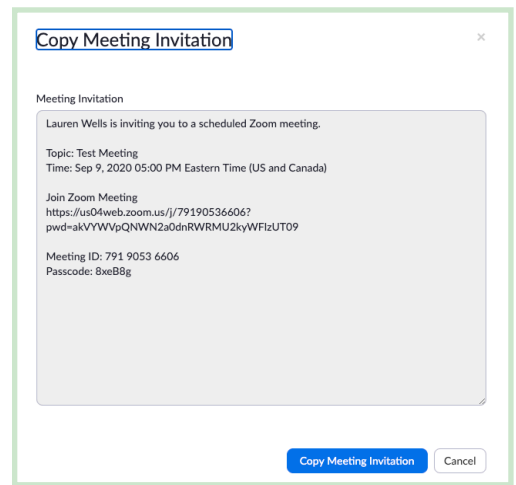 Copy Meeting Invitation
×
Meeting Invitation
Lauren Wells is inviting you to a scheduled Zoom meeting.
Topic: Test Meeting
Time: Sep 9, 2020 05:00 PM Eastern Time (US and Canada)
Join Zoom Meeting
https://us04web.zoom.us/j/79190536606?
pwd=akVYWVpQNWN2a0dnRWRMU2kyWFIzUT09
Meeting ID: 791 9053 6606
Passcode: 8xeB8g
Copy Meeting Invitation Cancel